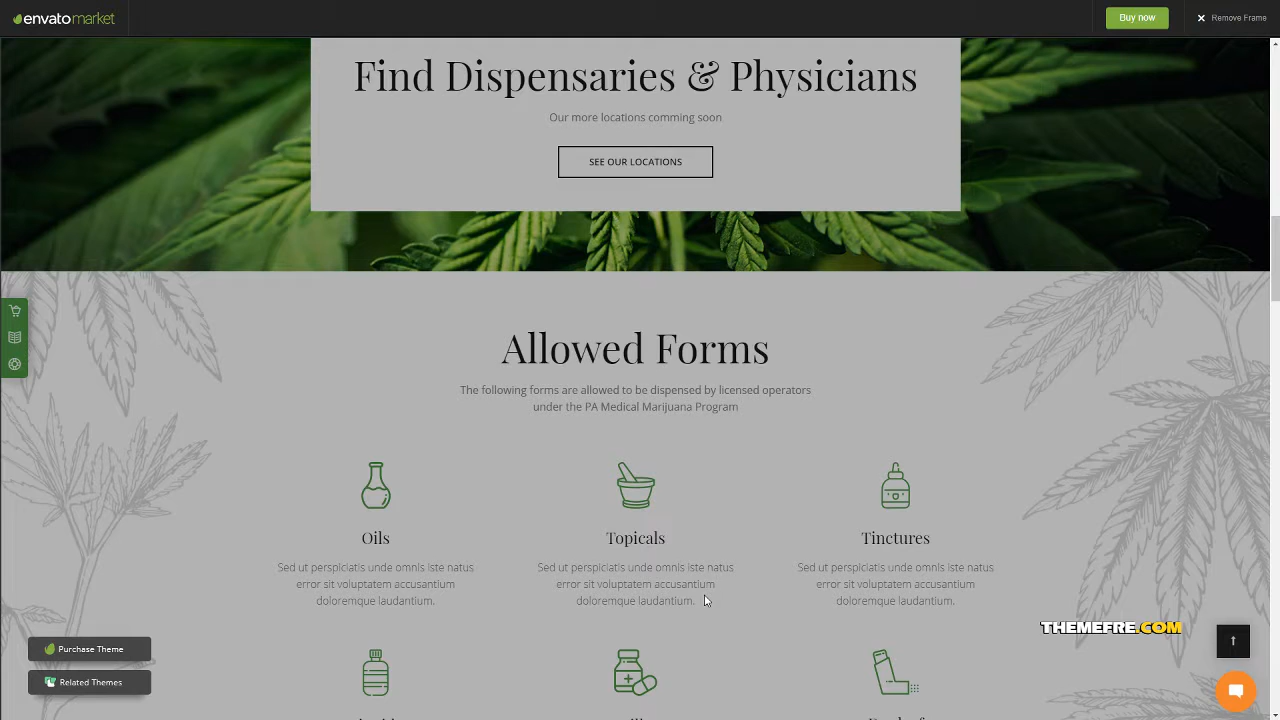 envatomarket
Buy now
Remove Frame
Find Dispensaries & Physicians
Our more locations comming soon
SEE OUR LOCATIONS
Allowed Forms
The following forms are allowed to be dispensed by licensed operators
under the PA Medical Marijuana Program
Oils
Topicals
Tinctures
Sed ut perspiciatis unde omnis iste natus
error sit voluptatem accusantium
doloremque laudantium.
Sed ut perspiciatis unde omnis iste natus
error sit voluptatem accusantium
doloremque laudantium.
Sed ut perspiciatis unde omnis iste natus
error sit voluptatem accusantium
doloremque laudantium.
THEMEFRE.COM
Purchase Theme
Related Themes